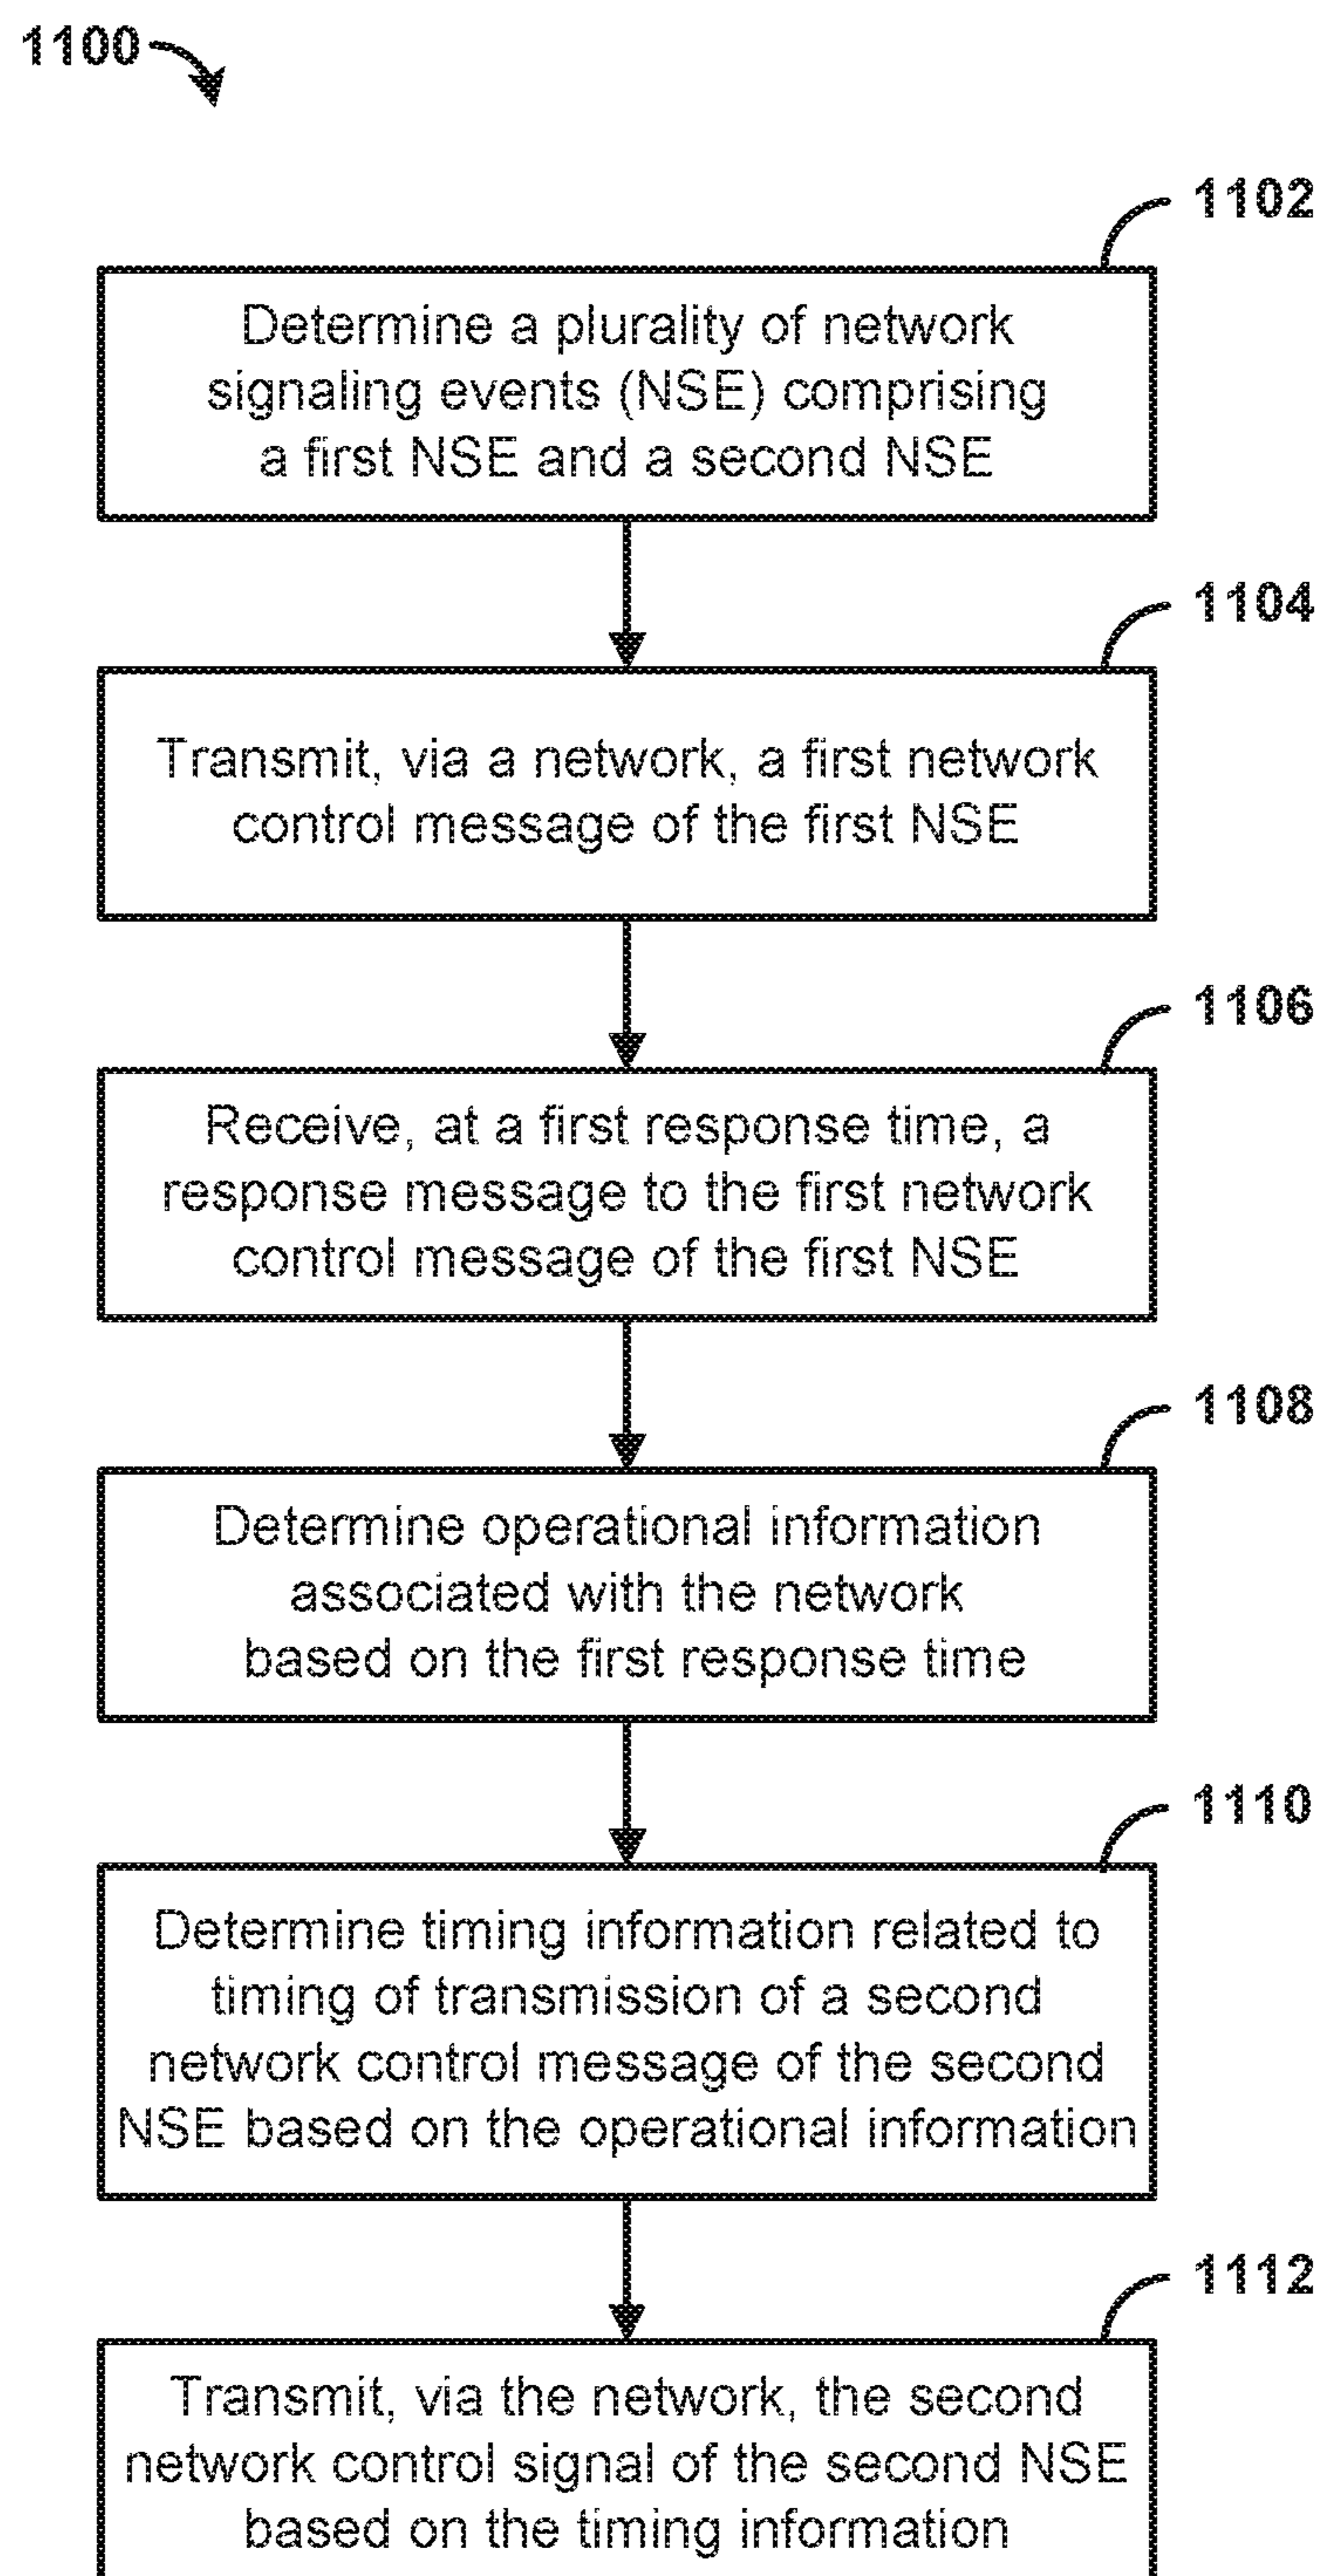 1100
1102
Determine a plurality of network
signaling events (NSE) comprising
a first NSE and a second NSE
1104
Transmit, via a network, a first network
control message of the first NSE
1106
Receive, at a first response time, a
response message to the first network
control message of the first NSE
1108
Determine operational information
associated with the network
based on the first response time
1110
Determine timing information related to
timing of transmission of a second
network control message of the second
NSE based on the operational information
1112
Transmit, via the network, the second
network control signal of the second NSE
based on the timing information